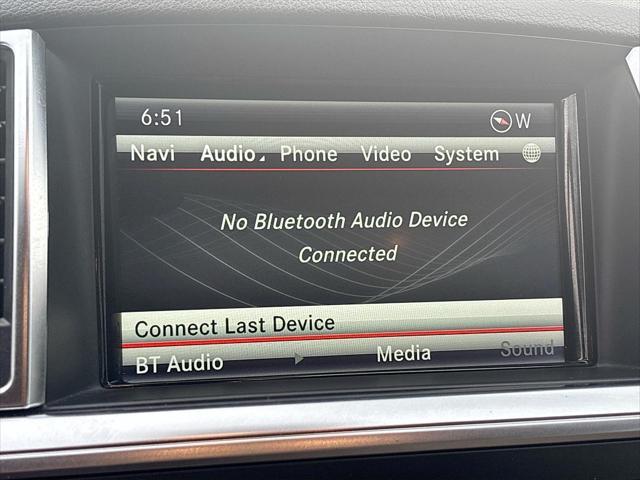 6:51 W
Navi Audio Phone Video System
No Bluetooth Audio Device
Connected
Connect Last Device
BT Audio Media Sound